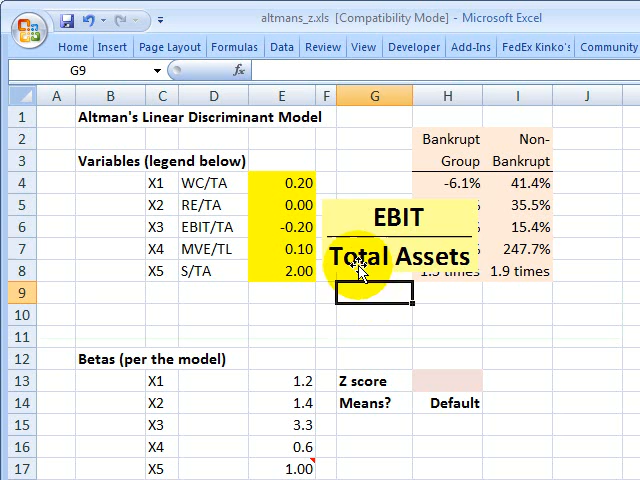 altmans_z.xls [Compatibility Mode] - Microsoft Excel
Home Insert Page Layout Formulas Data Review View Developer Add-Ins FedEx Kinko's Community
G9 fx
A B C D E F G H I J
1 Altman's Linear Discriminant Model
2 Bankrupt Non-
3 Variables (legend below) Group Bankrupt
4 X1 WC/TA 0.20 -6.1% 41.4%
5 X2 RE/TA 0.00 35.5%
6 X3 EBIT/TA -0.20 15.4%
7 X4 MVE/TL 0.10 247.7%
8 X5 S/TA 2.00 1.5 times 1.9 times
EBIT
Total Assets
9
10
11
12 Betas (per the model)
13 X1 1.2 Z score
14 X2 1.4 Means? Default
15 X3 3.3
16 X4 0.6
17 X5 1.00